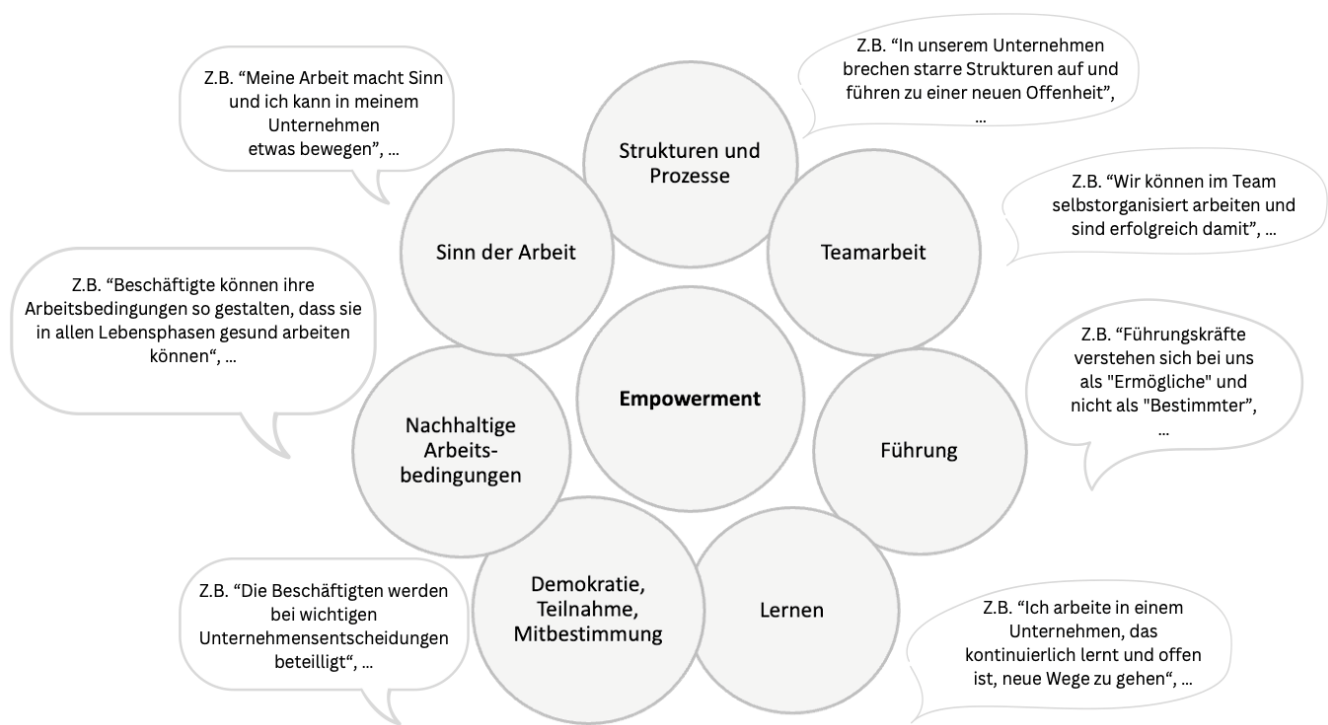 Z.B. “Meine Arbeit macht Sinn
und ich kann in meinem
Unternehmen
etwas bewegen”, ...
Z.B. “In unserem Unternehmen
brechen starre Strukturen auf und
führen zu einer neuen Offenheit”,
...
Strukturen und
Prozesse
Z.B. “Wir können im Team
selbstorganisiert arbeiten und
sind erfolgreich damit”, ...
Sinn der Arbeit
Teamarbeit
Z.B. “Beschäftigte können ihre
Arbeitsbedingungen so gestalten, dass sie
in allen Lebensphasen gesund arbeiten
können“, ...
Z.B. “Führungskräfte
verstehen sich bei uns
als "Ermögliche" und
nicht als "Bestimmter”,
...
Empowerment
Nachhaltige
Arbeits-
bedingungen
Führung
Z.B. “Die Beschäftigten werden
bei wichtigen
Unternehmensentscheidungen
beteiligt“, ...
Demokratie,
Teilnahme,
Mitbestimmung
Lernen
Z.B. “Ich arbeite in einem
Unternehmen, das
kontinuierlich lernt und offen
ist, neue Wege zu gehen“, ...